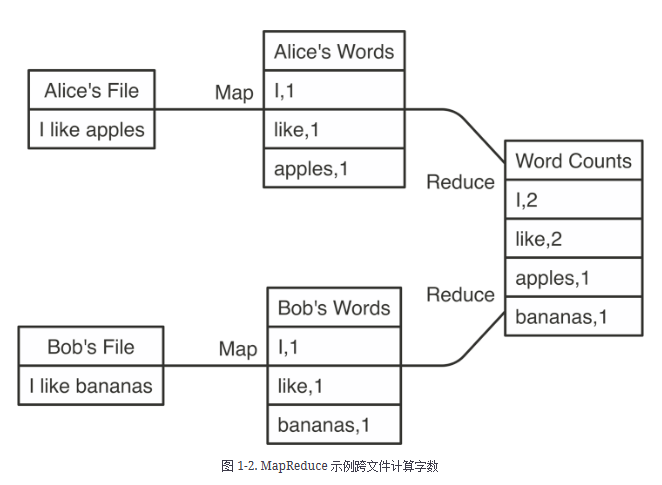 Alice's File
I like apples
Map
Alice's Words
I,1
like,1
apples,1
Reduce
Bob's File
I like bananas
Map
Bob's Words
I,1
like,1
bananas,1
Reduce
Word Counts
I,2
like,2
apples,1
bananas,1
图 1-2. MapReduce 示例跨文件计算字数